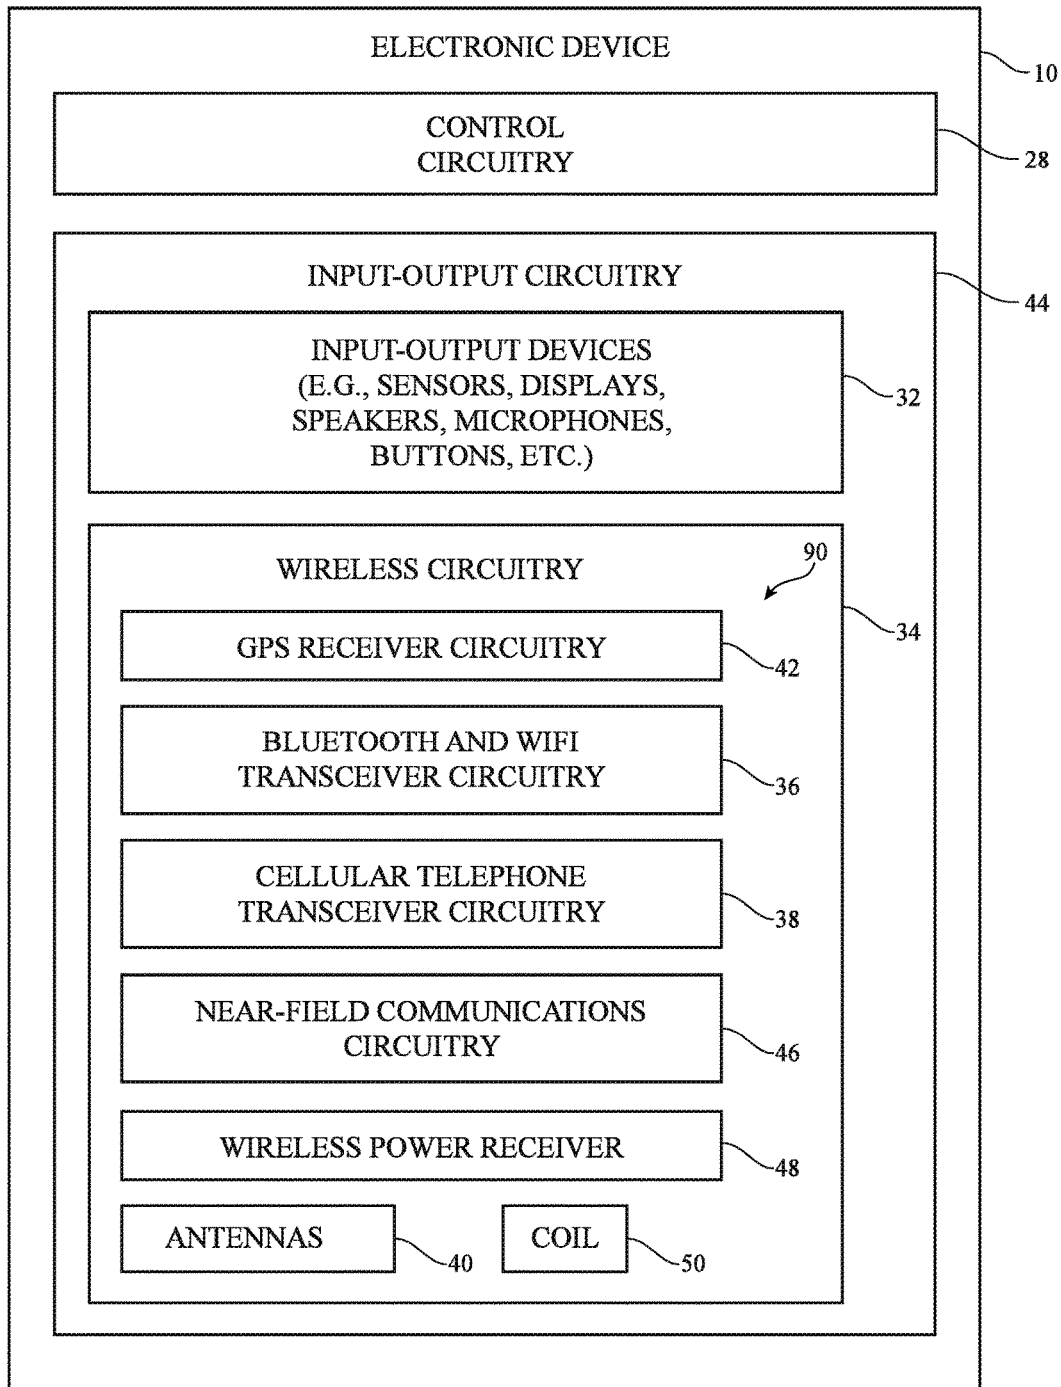 ELECTRONIC DEVICE
10
CONTROL
CIRCUITRY
28
INPUT-OUTPUT CIRCUITRY
44
INPUT-OUTPUT DEVICES
(E.G., SENSORS, DISPLAYS,
SPEAKERS, MICROPHONES,
BUTTONS, ETC.)
32
WIRELESS CIRCUITRY
90
34
GPS RECEIVER CIRCUITRY
42
BLUETOOTH AND WIFI
TRANSCEIVER CIRCUITRY
36
CELLULAR TELEPHONE
TRANSCEIVER CIRCUITRY
38
NEAR-FIELD COMMUNICATIONS
CIRCUITRY
46
WIRELESS POWER RECEIVER
48
ANTENNAS
40
COIL
50